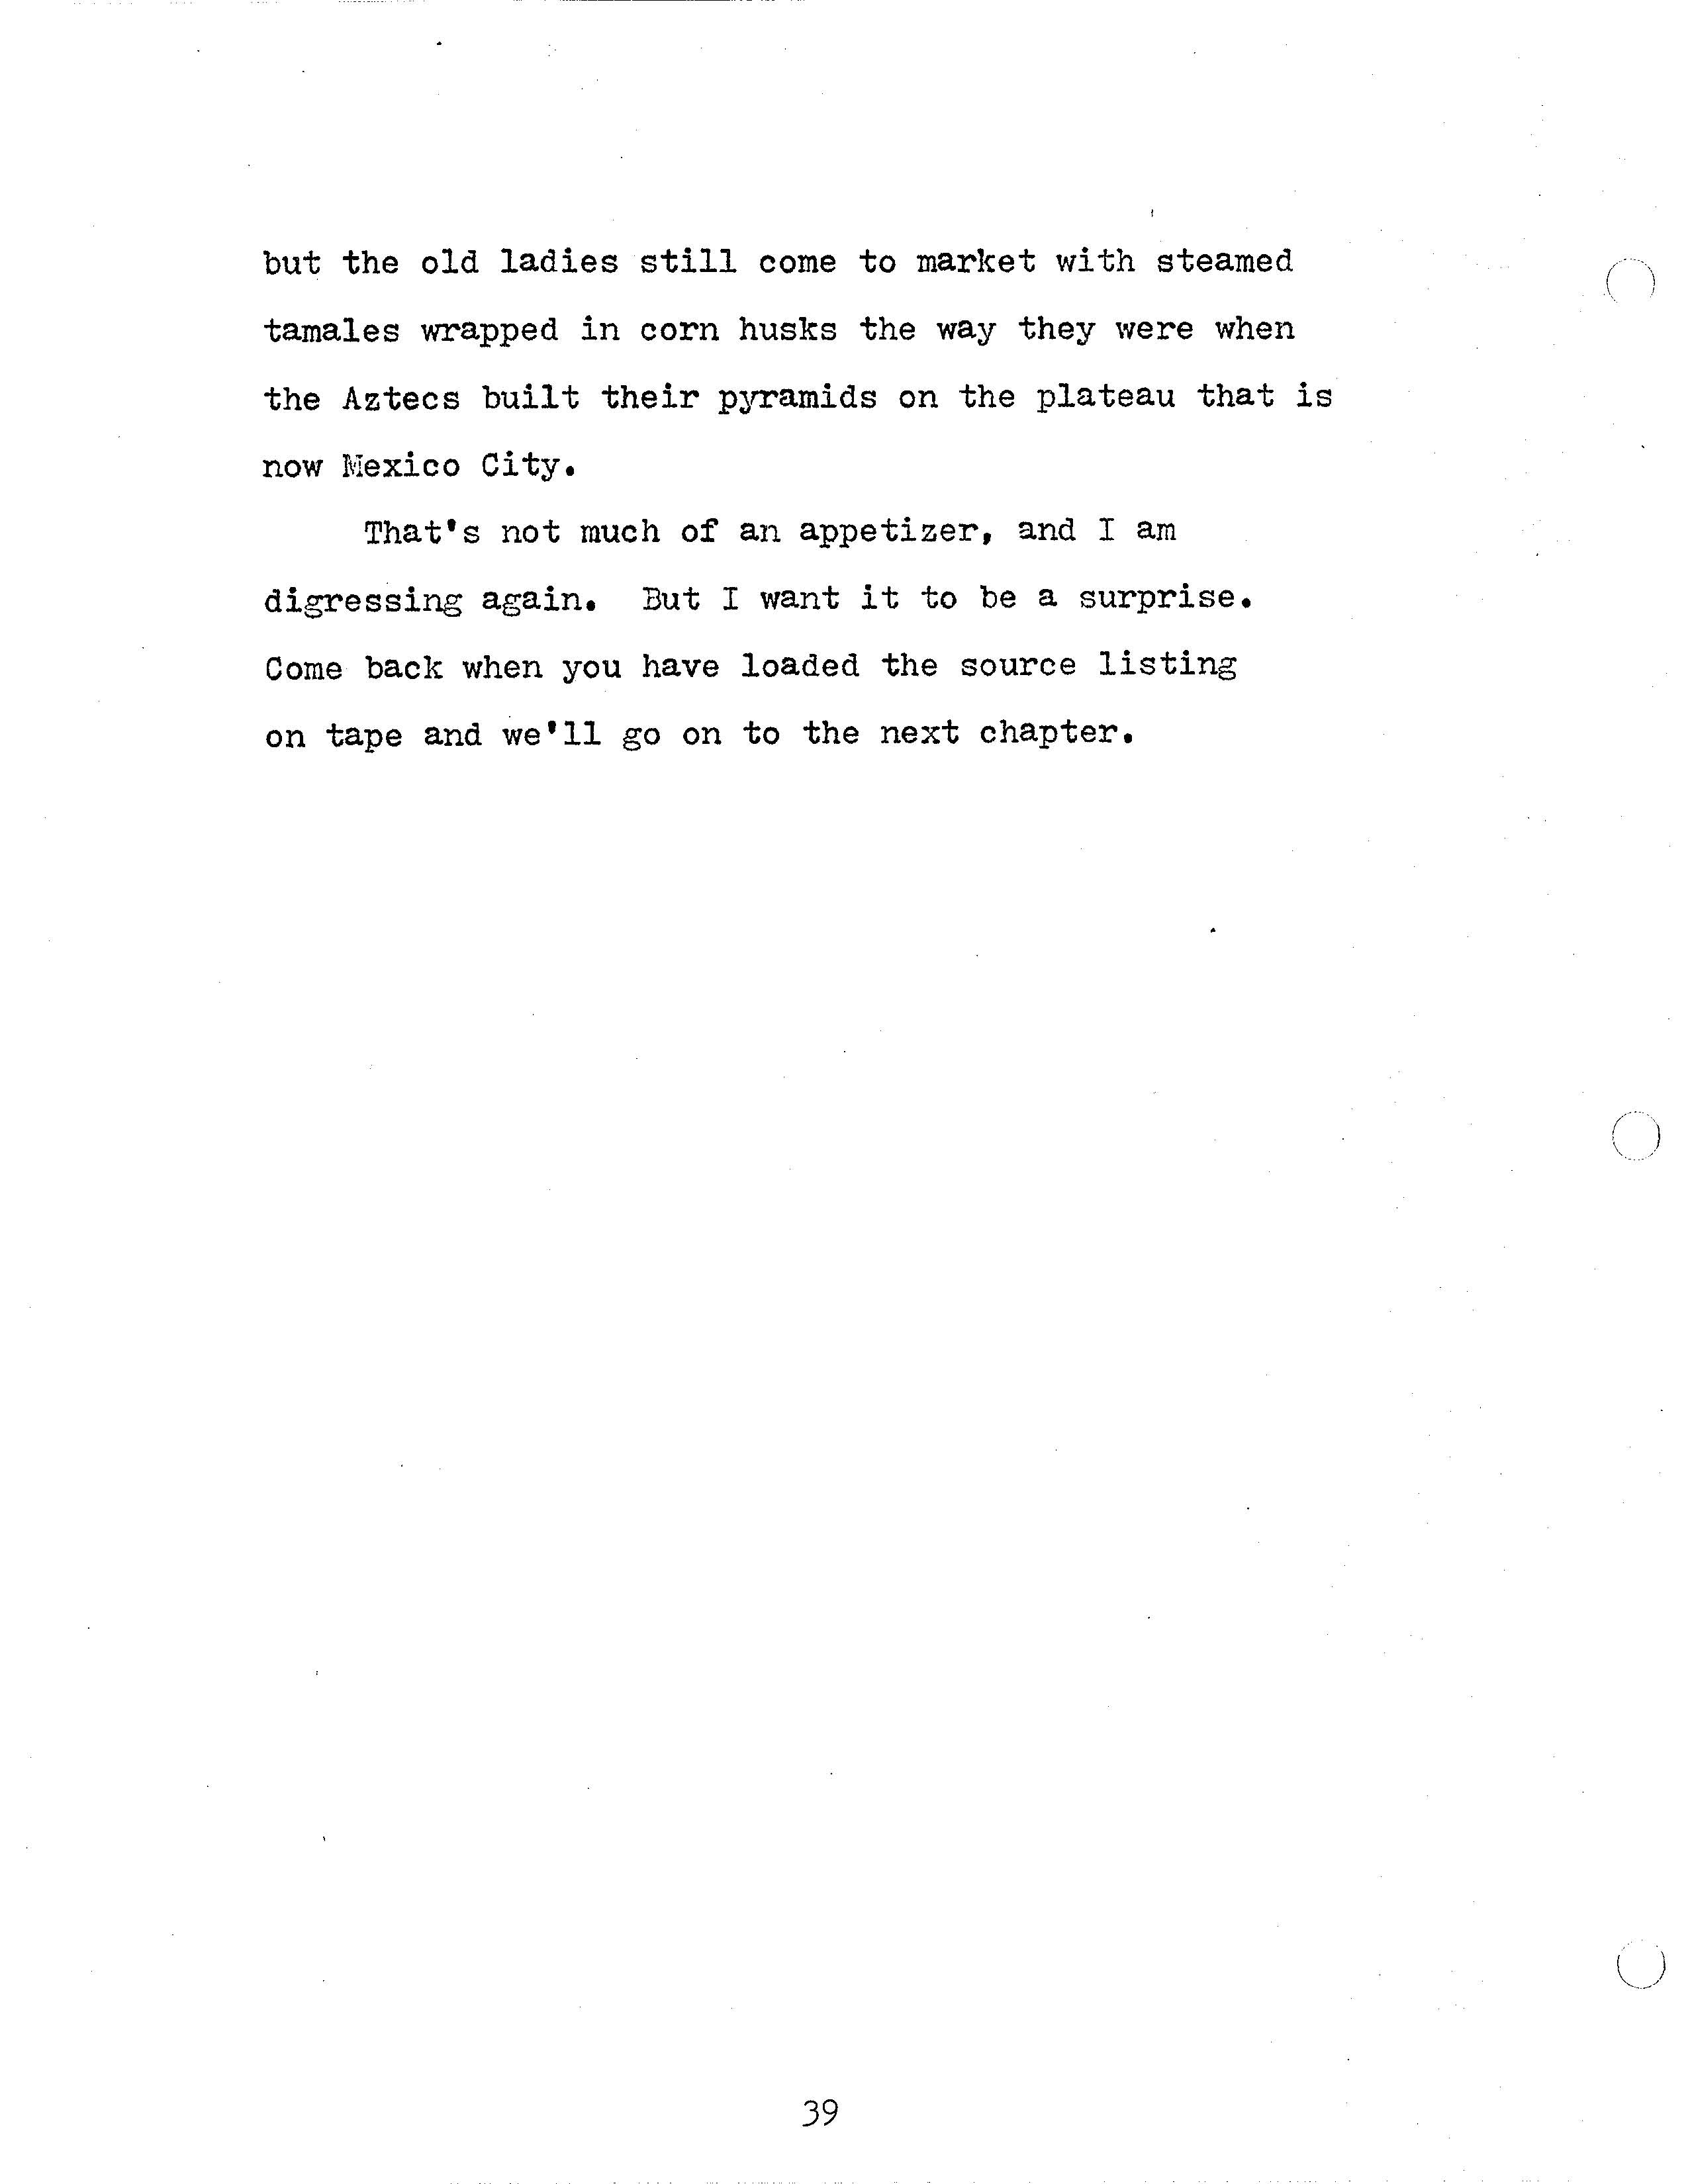 but the old ladies still come to market with steamed
tamales wrapped in corn husks the way they were when
the Aztecs built their pyramids on the plateau that is
now Mexico City.
That's not much of an appetizer, and I am
digressing again.  But I want it to be a surprise.
Come back when you have loaded the source listing
on tape and we'll go on to the next chapter.
39